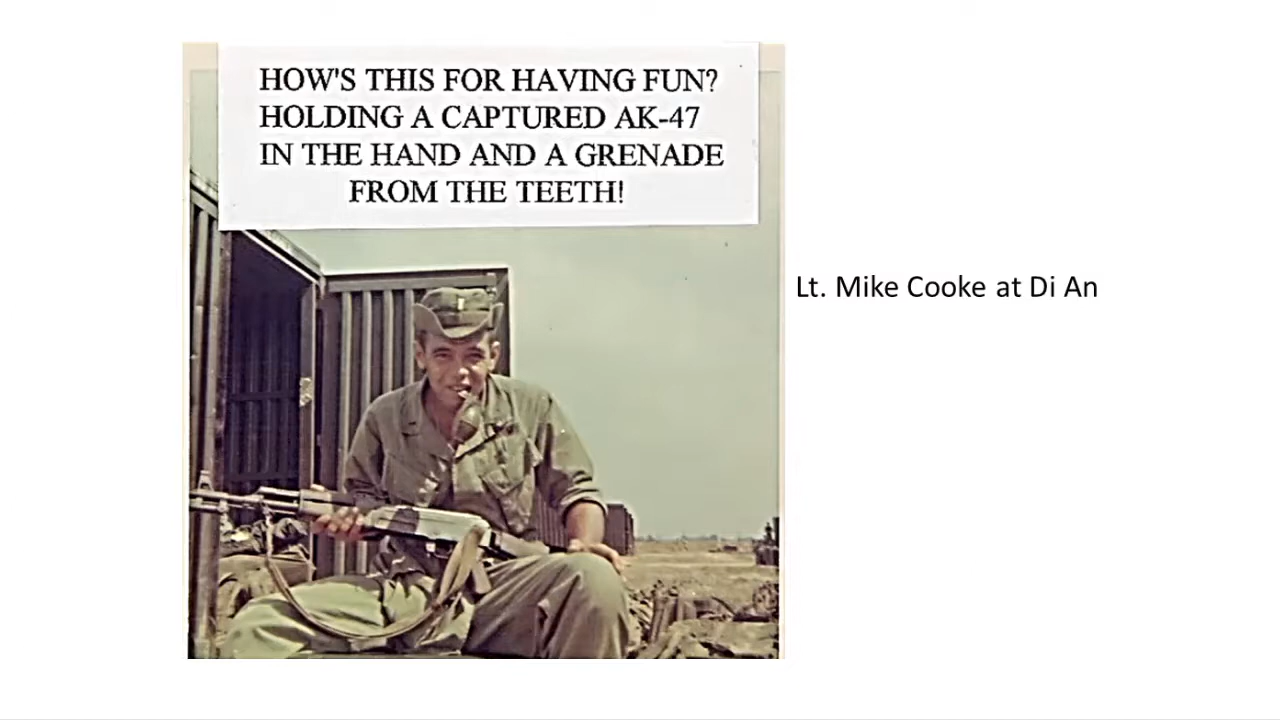 HOW'S THIS FOR HAVING FUN?
HOLDING A CAPTURED AK-47
IN THE HAND AND A GRENADE
FROM THE TEETH!
Lt. Mike Cooke at Di An